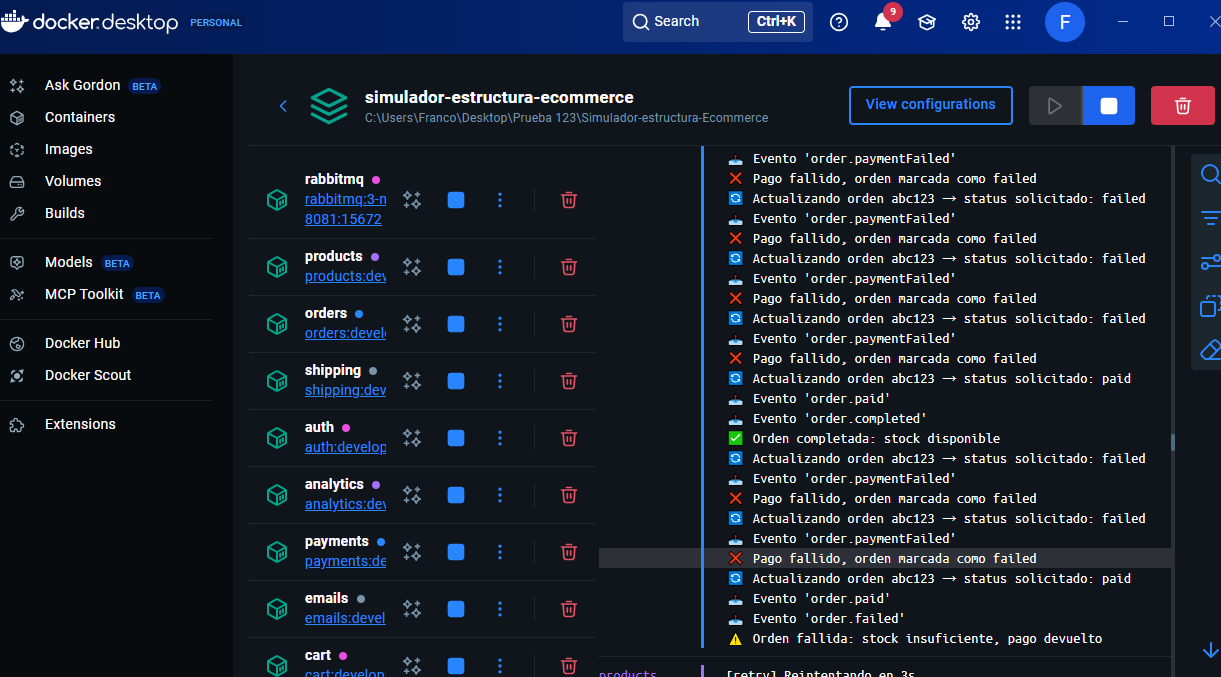 docker.desktop PERSONAL
Search Ctrl+K
9
F
Ask Gordon BETA
Containers
Images
Volumes
Builds
Models BETA
MCP Toolkit BETA
Docker Hub
Docker Scout
Extensions
simulador-estructura-ecommerce
C:\Users\Franco\Desktop\Prueba 123\Simulador-estructura-Ecommerce
View configurations
rabbitmq
rabbitmq:3-m
8081:15672
products
products:dev
orders
orders:devel
shipping
shipping:dev
auth
auth:develop
analytics
analytics:dev
payments
payments:de
emails
emails:devel
cart
cart:develop
Evento 'order.paymentFailed'
❌ Pago fallido, orden marcada como failed
🔄 Actualizando orden abc123 → status solicitado: failed
Evento 'order.paymentFailed'
❌ Pago fallido, orden marcada como failed
🔄 Actualizando orden abc123 → status solicitado: failed
Evento 'order.paymentFailed'
❌ Pago fallido, orden marcada como failed
🔄 Actualizando orden abc123 → status solicitado: failed
Evento 'order.paymentFailed'
❌ Pago fallido, orden marcada como failed
🔄 Actualizando orden abc123 → status solicitado: paid
Evento 'order.paid'
Evento 'order.completed'
✅ Orden completada: stock disponible
🔄 Actualizando orden abc123 → status solicitado: failed
Evento 'order.paymentFailed'
❌ Pago fallido, orden marcada como failed
🔄 Actualizando orden abc123 → status solicitado: failed
Evento 'order.paymentFailed'
❌ Pago fallido, orden marcada como failed
🔄 Actualizando orden abc123 → status solicitado: paid
Evento 'order.paid'
Evento 'order.failed'
⚠️ Orden fallida: stock insuficiente, pago devuelto
products [retry] Reintentando en 3s